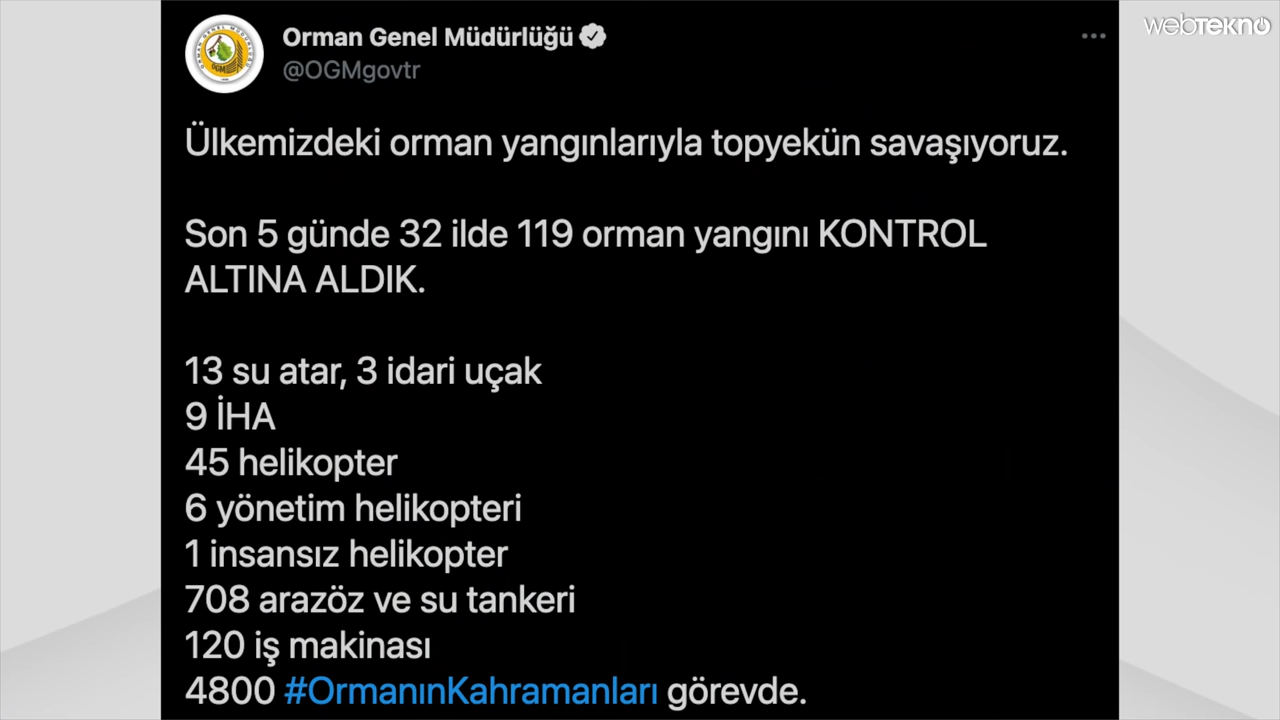 webtekno
Orman Genel Müdürlüğü
@OGMgovtr
Ülkemizdeki orman yangınlarıyla topyekün savaşıyoruz.
Son 5 günde 32 ilde 119 orman yangını KONTROL
ALTINA ALDIK.
13 su atar, 3 idari uçak
9 İHA
45 helikopter
6 yönetim helikopteri
1 insansız helikopter
708 arazöz ve su tankeri
120 iş makinası
4800 #OrmanınKahramanları görevde.